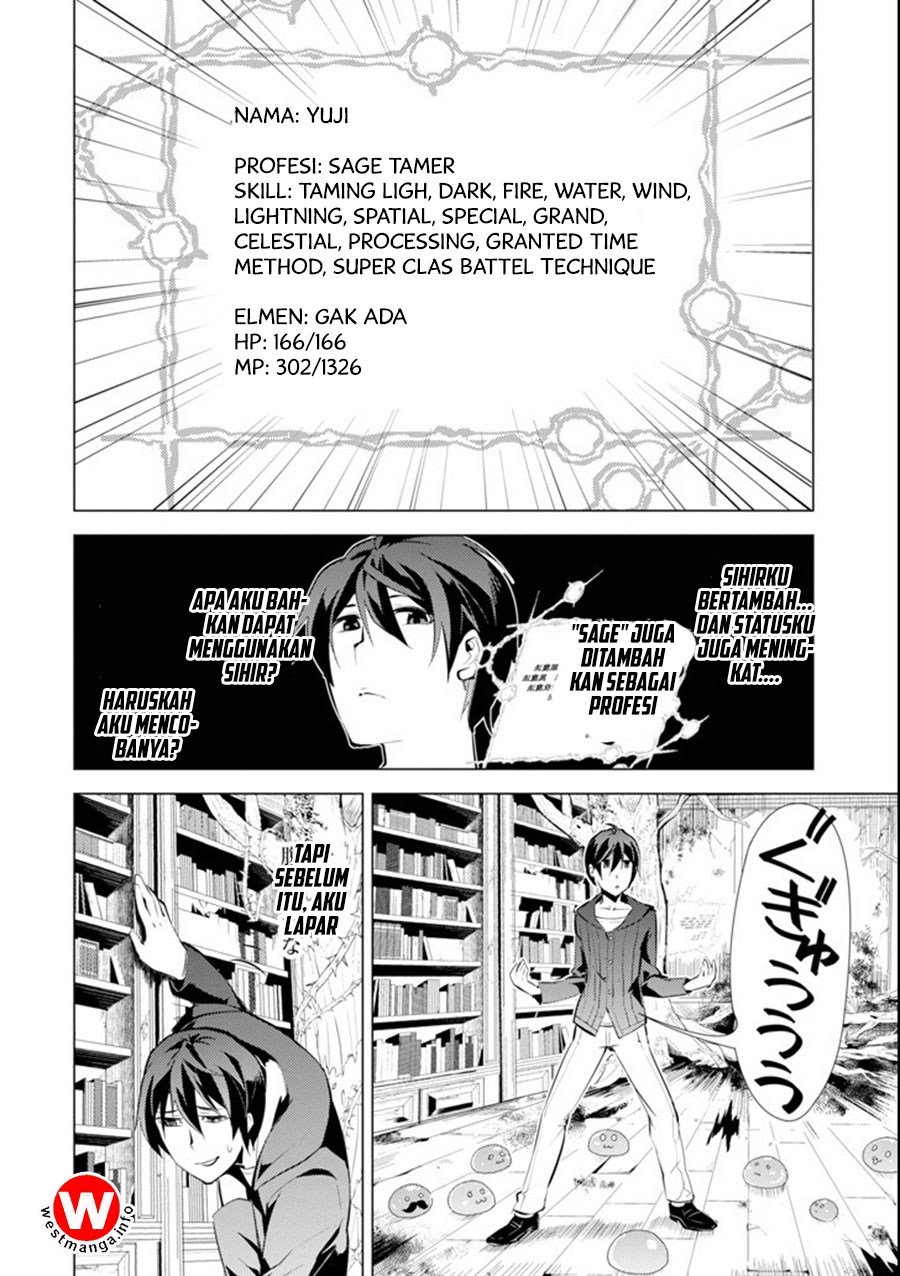 NAMA: YUJI
PROFESI: SAGE TAMER
SKILL: TAMING LIGH, DARK, FIRE, WATER, WIND,
LIGHTNING, SPATIAL, SPECIAL, GRAND,
CELESTIAL, PROCESSING, GRANTED TIME
METHOD, SUPER CLAS BATTEL TECHNIQUE
ELMEN: GAK ADA
HP: 166/166
MP: 302/1326
SIHIRKU
BERTAMBAH...
DAN STATUSKU
JUGA MENING-
KAT....
"SAGE" JUGA
DITAMBAH
KAN SEBAGAI
PROFESI
APA AKU BAH-
KAN DAPAT
MENGGUNAKAN
SIHIR?
HARUSKAH
AKU MENCO-
BANYA?
ぐぎゅううう
TAPI
SEBELUM
ITU, AKU
LAPAR
な
W
westmanga.info